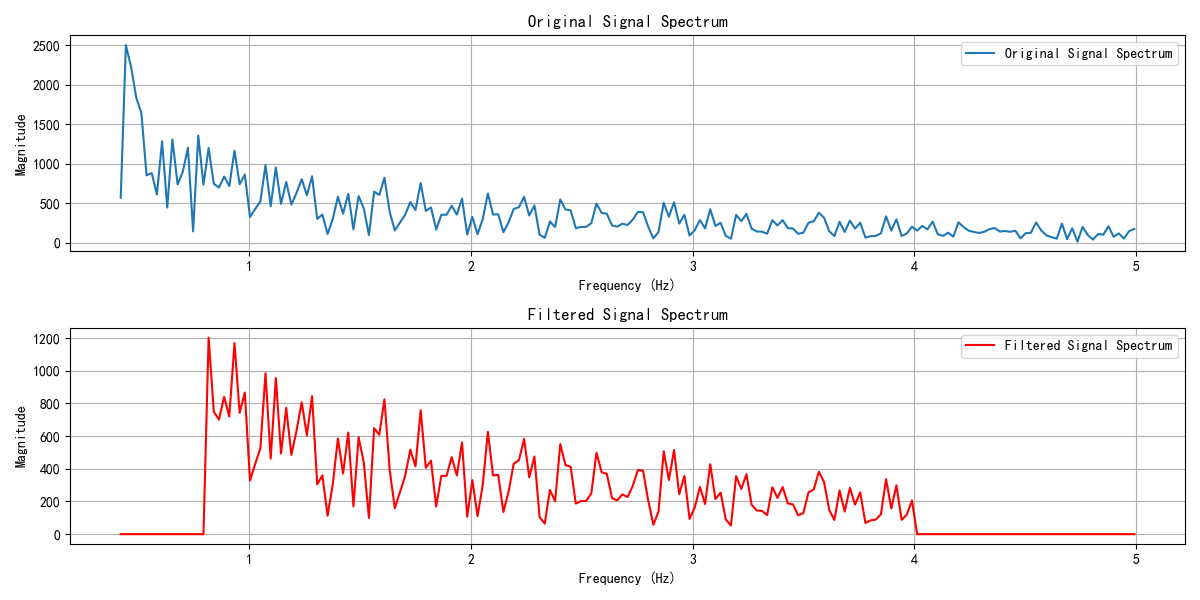 Original Signal Spectrum
Original Signal Spectrum
2500
2000
1500
1000
500
0
Magnitude
1 2 3 4 5
Frequency (Hz)
Filtered Signal Spectrum
Filtered Signal Spectrum
1200
1000
800
600
400
200
0
Magnitude
1 2 3 4 5
Frequency (Hz)